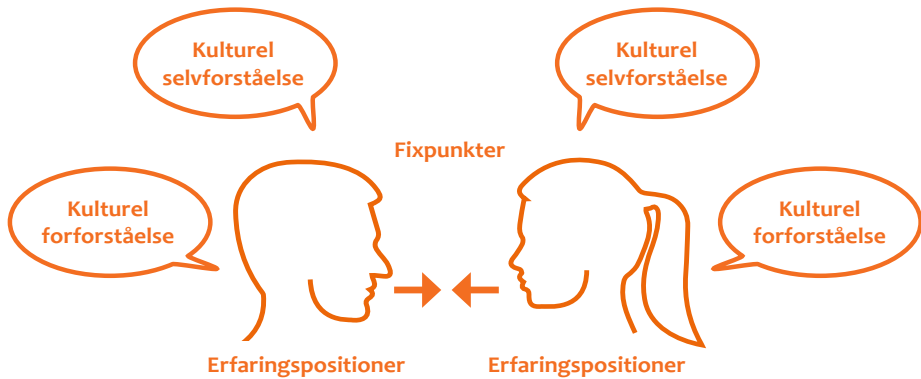 Kulturel
selvforståelse
Kulturel
selvforståelse
Fixpunkter
Kulturel
forforståelse
Kulturel
forforståelse
Erfaringspositioner
Erfaringspositioner